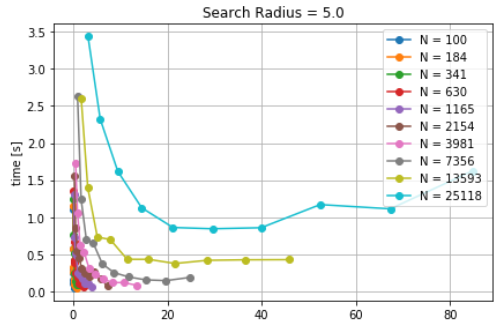 Search Radius = 5.0
3.5
3.0
2.5
2.0
1.5
1.0
0.5
0.0
time [s]
N = 100
N = 184
N = 341
N = 630
N = 1165
N = 2154
N = 3981
N = 7356
N = 13593
N = 25118
0 20 40 60 80